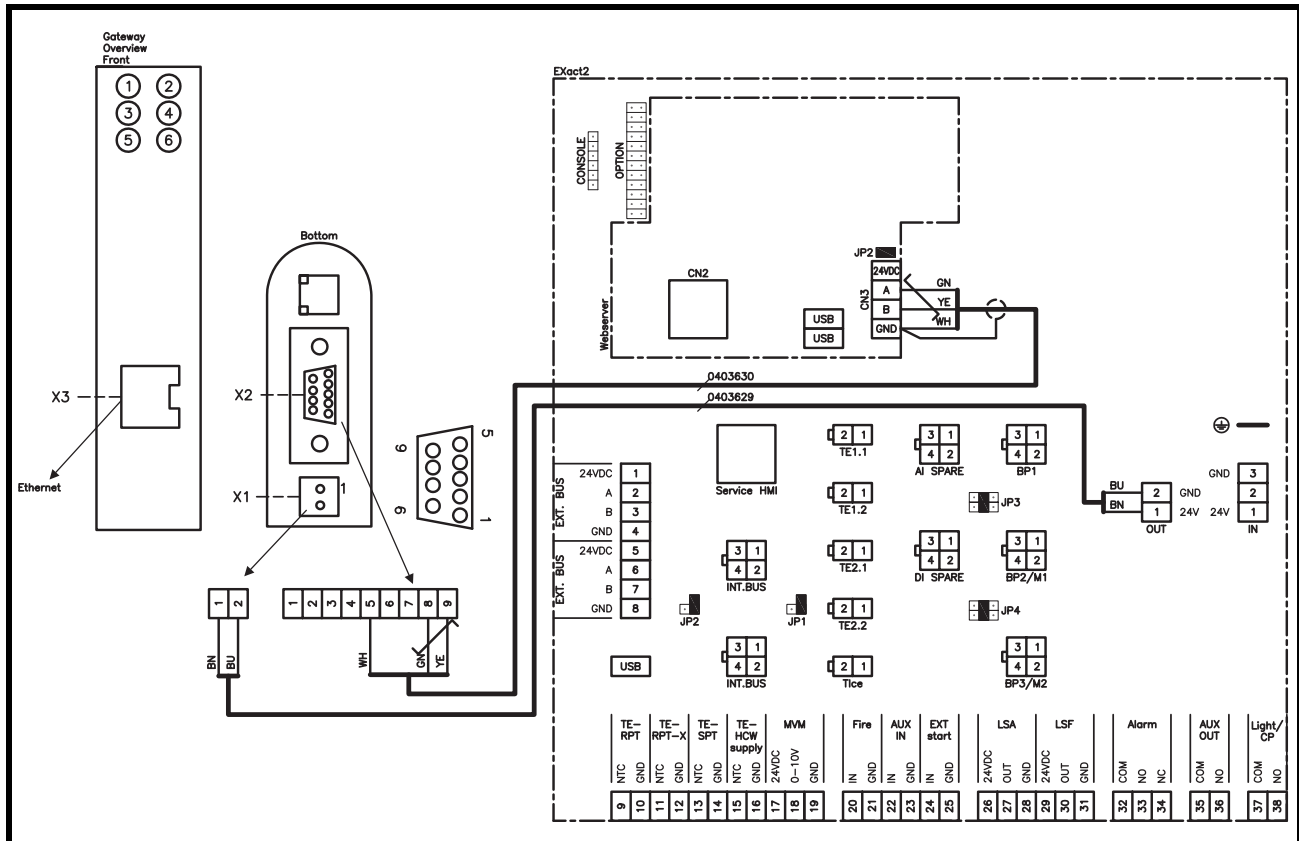 Gateway
Overview
Front
1 2
3 4
5 6
X3
Ethernet
Bottom
X2
X1
1
5
9
6
1
1 2
BN BU
1 2 3 4 5 6 7 8 9
WH GN YE
EXact2
CONSOLE
OPTION
Webserver
CN2
USB
USB
JP2
CN3
24VDC
A
B
GND
GN
YE
WH
0403630
0403629
EXT. BUS
24VDC 1
A 2
B 3
GND 4
EXT. BUS
24VDC 5
A 6
B 7
GND 8
Service HMI
3 1
4 2
INT.BUS
JP2
JP1
3 1
4 2
INT.BUS
USB
2 1
TE1.1
2 1
TE1.2
2 1
TE2.1
2 1
TE2.2
2 1
TIce
3 1
4 2
AI SPARE
3 1
4 2
DI SPARE
3 1
4 2
BP1
JP3
3 1
4 2
BP2/M1
JP4
3 1
4 2
BP3/M2
BU
BN
2 GND
1 24V
OUT
GND 3
2
24V 1
IN
TE-
RPT
NTC GND
9 10
TE-
RPT-X
NTC GND
11 12
TE-
SPT
NTC GND
13 14
TE-
HCW
supply
NTC GND
15 16
MVM
24VDC 0-10V GND
17 18 19
Fire
IN GND
20 21
AUX
IN
IN GND
22 23
EXT
start
IN GND
24 25
LSA
24VDC OUT GND
26 27 28
LSF
24VDC OUT GND
29 30 31
Alarm
COM NO NC
32 33 34
AUX
OUT
COM NO
35 36
Light/
CP
COM NO
37 38